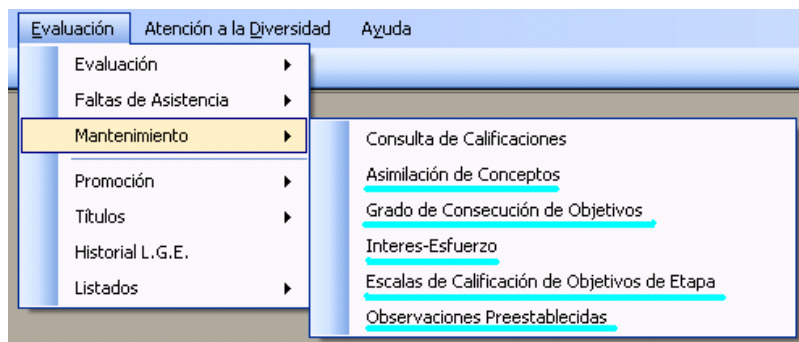 Evaluación Atención a la Diversidad Ayuda
Evaluación
Faltas de Asistencia
Mantenimiento
Promoción
Títulos
Historial L.G.E.
Listados
Consulta de Calificaciones
Asimilación de Conceptos
Grado de Consecución de Objetivos
Interes-Esfuerzo
Escalas de Calificación de Objetivos de Etapa
Observaciones Preestablecidas